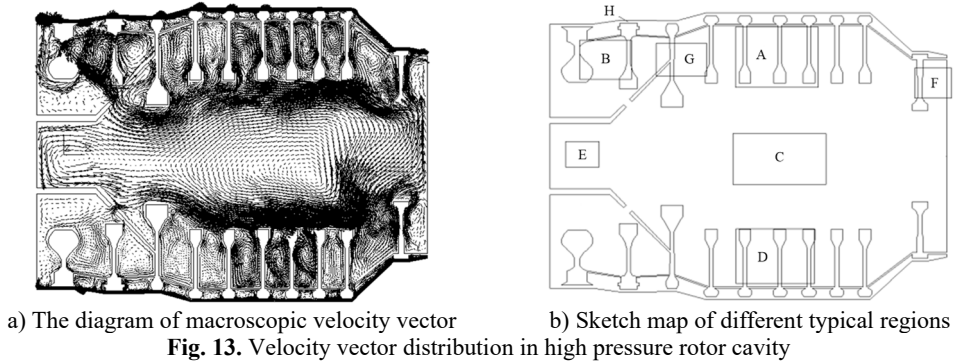 H
B
G
A
F
E
C
D
a) The diagram of macroscopic velocity vector
b) Sketch map of different typical regions
Fig. 13. Velocity vector distribution in high pressure rotor cavity